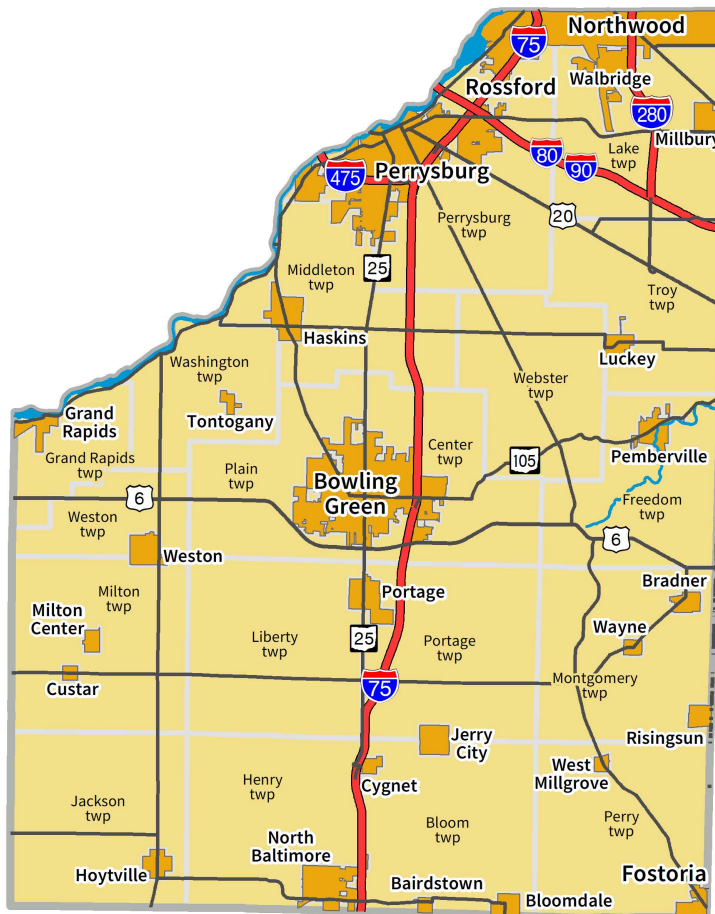 Northwood
75
Walbridge
Rossford
280
Millbury
80
Lake
twp
90
475
Perrysburg
20
Perrysburg
twp
25
Middleton
twp
Troy
twp
Haskins
Luckey
Washington
twp
Webster
twp
Tontogany
Grand
Rapids
Center
twp
Pemberville
Grand Rapids
twp
105
Plain
twp
Bowling
Green
6
Freedom
twp
Weston
twp
6
Weston
Bradner
Milton
twp
Portage
Milton
Center
Wayne
Liberty
twp
25
Portage
twp
Custar
75
Montgomery
twp
Jerry
City
Risingsun
West
Millgrove
Henry
twp
Cygnet
Jackson
twp
Bloom
twp
Perry
twp
North
Baltimore
Hoytville
Fostoria
Bairdstown
Bloomdale